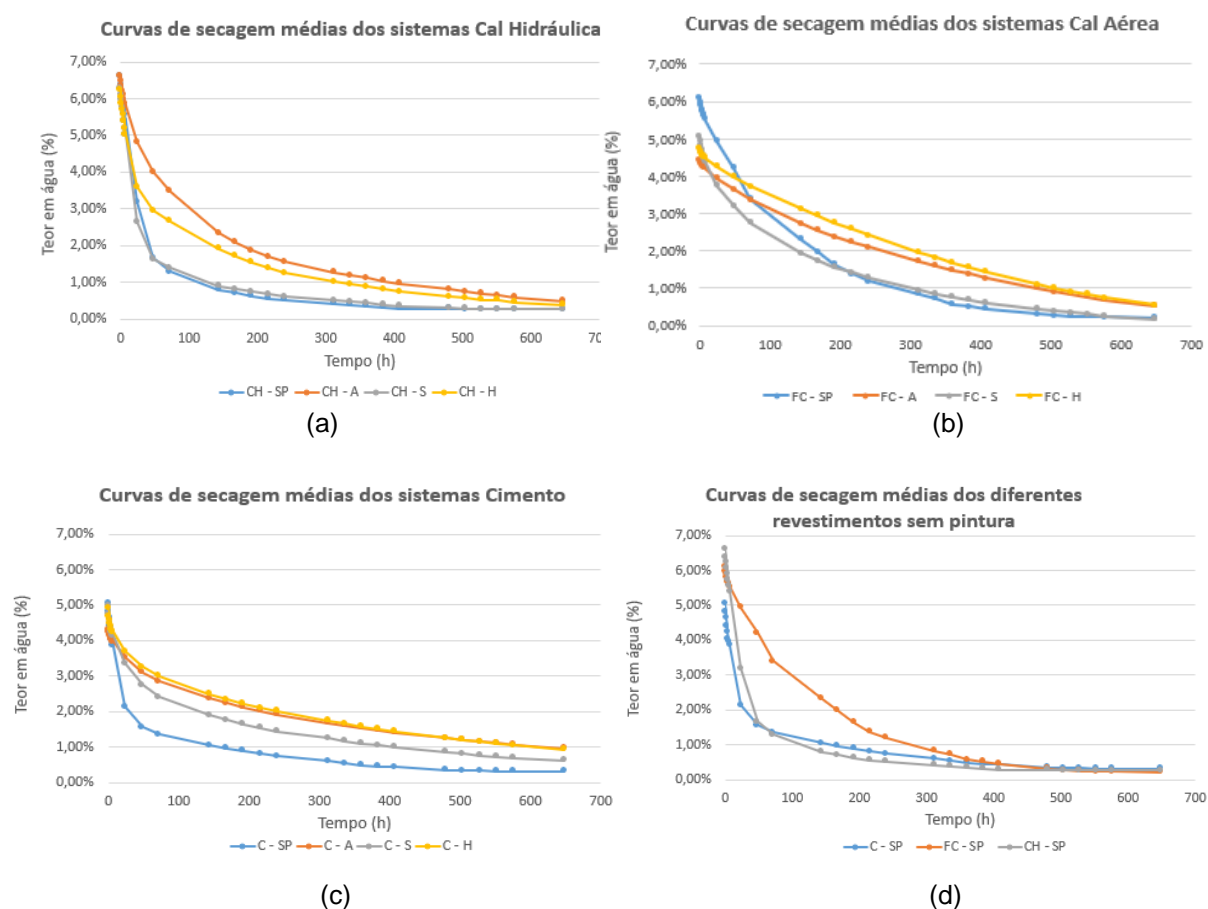 Curvas de secagem médias dos sistemas Cal Hidráulica
7,00%
6,00%
5,00%
4,00%
3,00%
2,00%
1,00%
0,00%
Teor em água (%)
0 100 200 300 400 500 600 70
Tempo (h)
CH - SP CH - A CH - S CH - H
(a)
Curvas de secagem médias dos sistemas Cal Aérea
7,00%
6,00%
5,00%
4,00%
3,00%
2,00%
1,00%
0,00%
Teor em água (%)
0 100 200 300 400 500 600 700
Tempo (h)
FC - SP FC - A FC - S FC - H
(b)
Curvas de secagem médias dos sistemas Cimento
7,00%
6,00%
5,00%
4,00%
3,00%
2,00%
1,00%
0,00%
Teor em água (%)
0 100 200 300 400 500 600 700
Tempo (h)
C - SP C - A C - S C - H
(c)
Curvas de secagem médias dos diferentes
revestimentos sem pintura
7,00%
6,00%
5,00%
4,00%
3,00%
2,00%
1,00%
0,00%
Teor em água (%)
0 100 200 300 400 500 600 700
Tempo (h)
C - SP FC - SP CH - SP
(d)